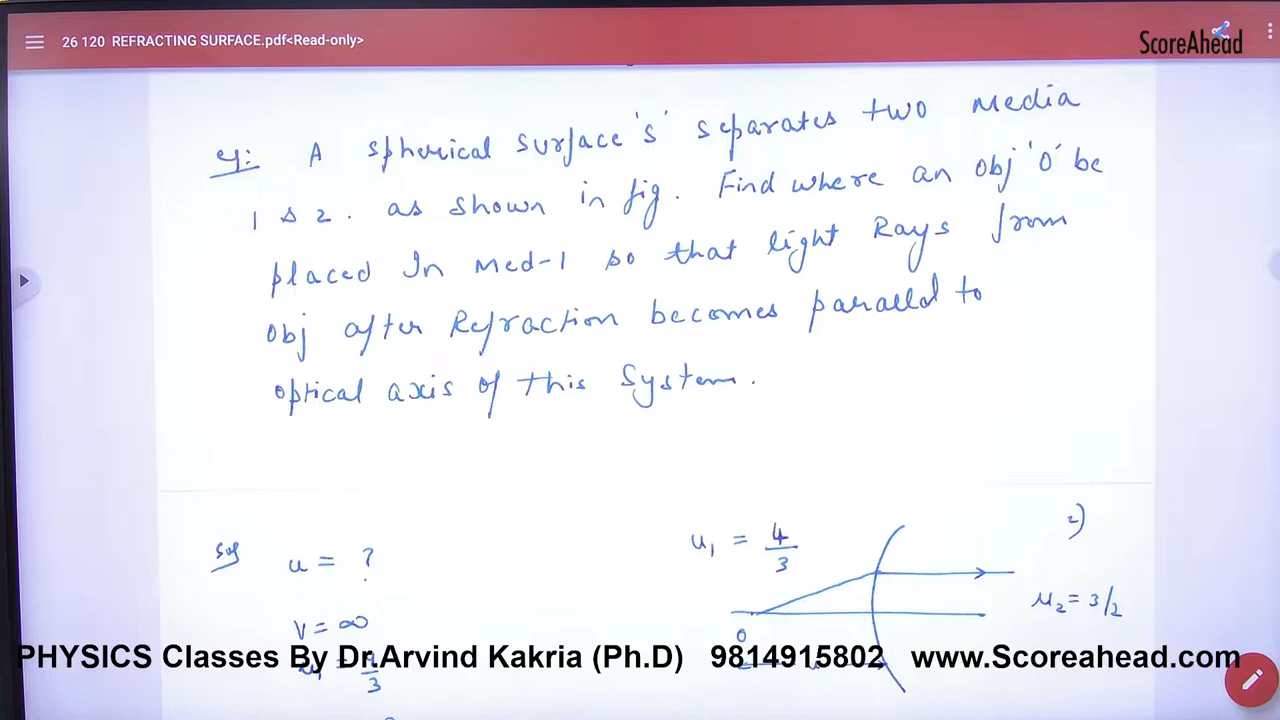 26 120 REFRACTING SURFACE.pdf<Read-only>
ScoreAhead
eg: A spherical surface 's' separates two media
1 & 2. as shown in fig. Find where an obj 'O' be
placed In Med-1 so that light Rays from
obj after Refraction becomes parallel to
optical axis of this System.
Sol
u = ?
u₁ = 4/3
2)
V = ∞
μ₂ = 3/2
O
PHYSICS Classes By Dr.Arvind Kakria (Ph.D) 9814915802 www.Scoreahead.com